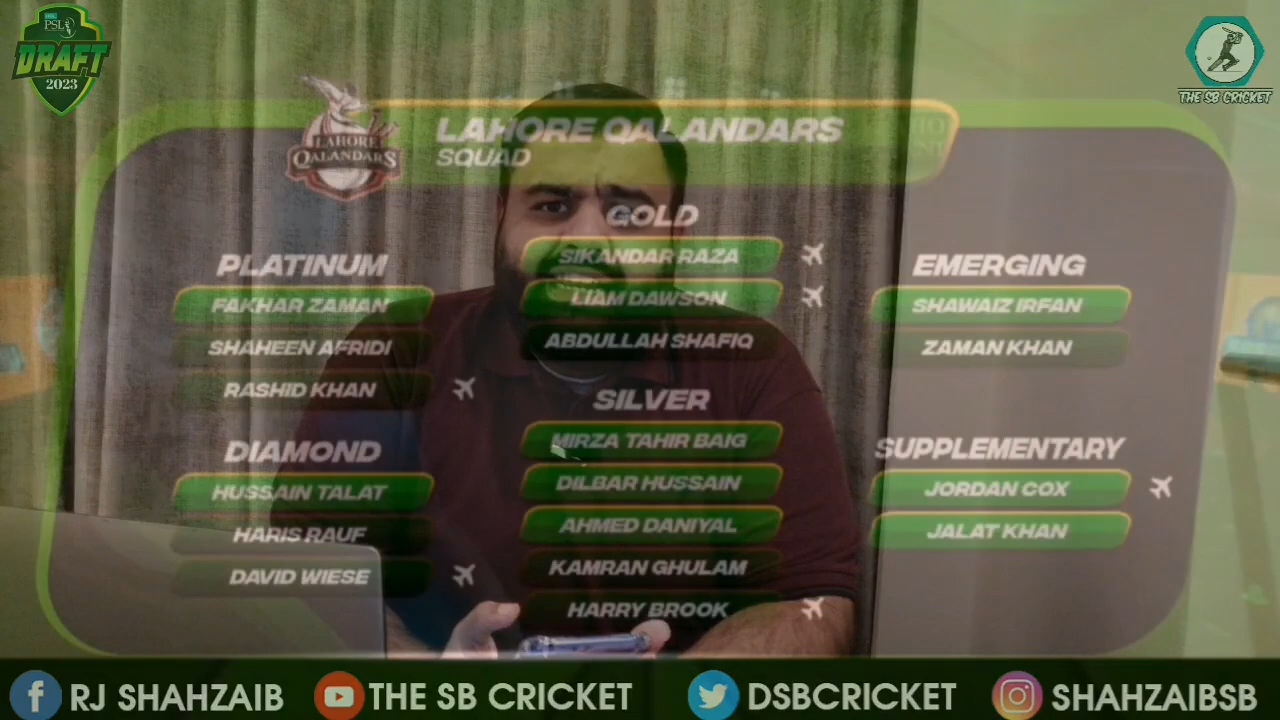 PSL
DRAFT
2023
THE SB CRICKET
LAHORE
QALANDARS
LAHORE QALANDARS
SQUAD
PLATINUM
FAKHAR ZAMAN
SHAHEEN AFRIDI
RASHID KHAN
DIAMOND
HUSSAIN TALAT
HARIS RAUF
DAVID WIESE
GOLD
SIKANDAR RAZA
LIAM DAWSON
ABDULLAH SHAFIQ
SILVER
MIRZA TAHIR BAIG
DILBAR HUSSAIN
AHMED DANIYAL
KAMRAN GHULAM
HARRY BROOK
EMERGING
SHAWAIZ IRFAN
ZAMAN KHAN
SUPPLEMENTARY
JORDAN COX
JALAT KHAN
RJ SHAHZAIB
THE SB CRICKET
DSBCRICKET
SHAHZAIBSB